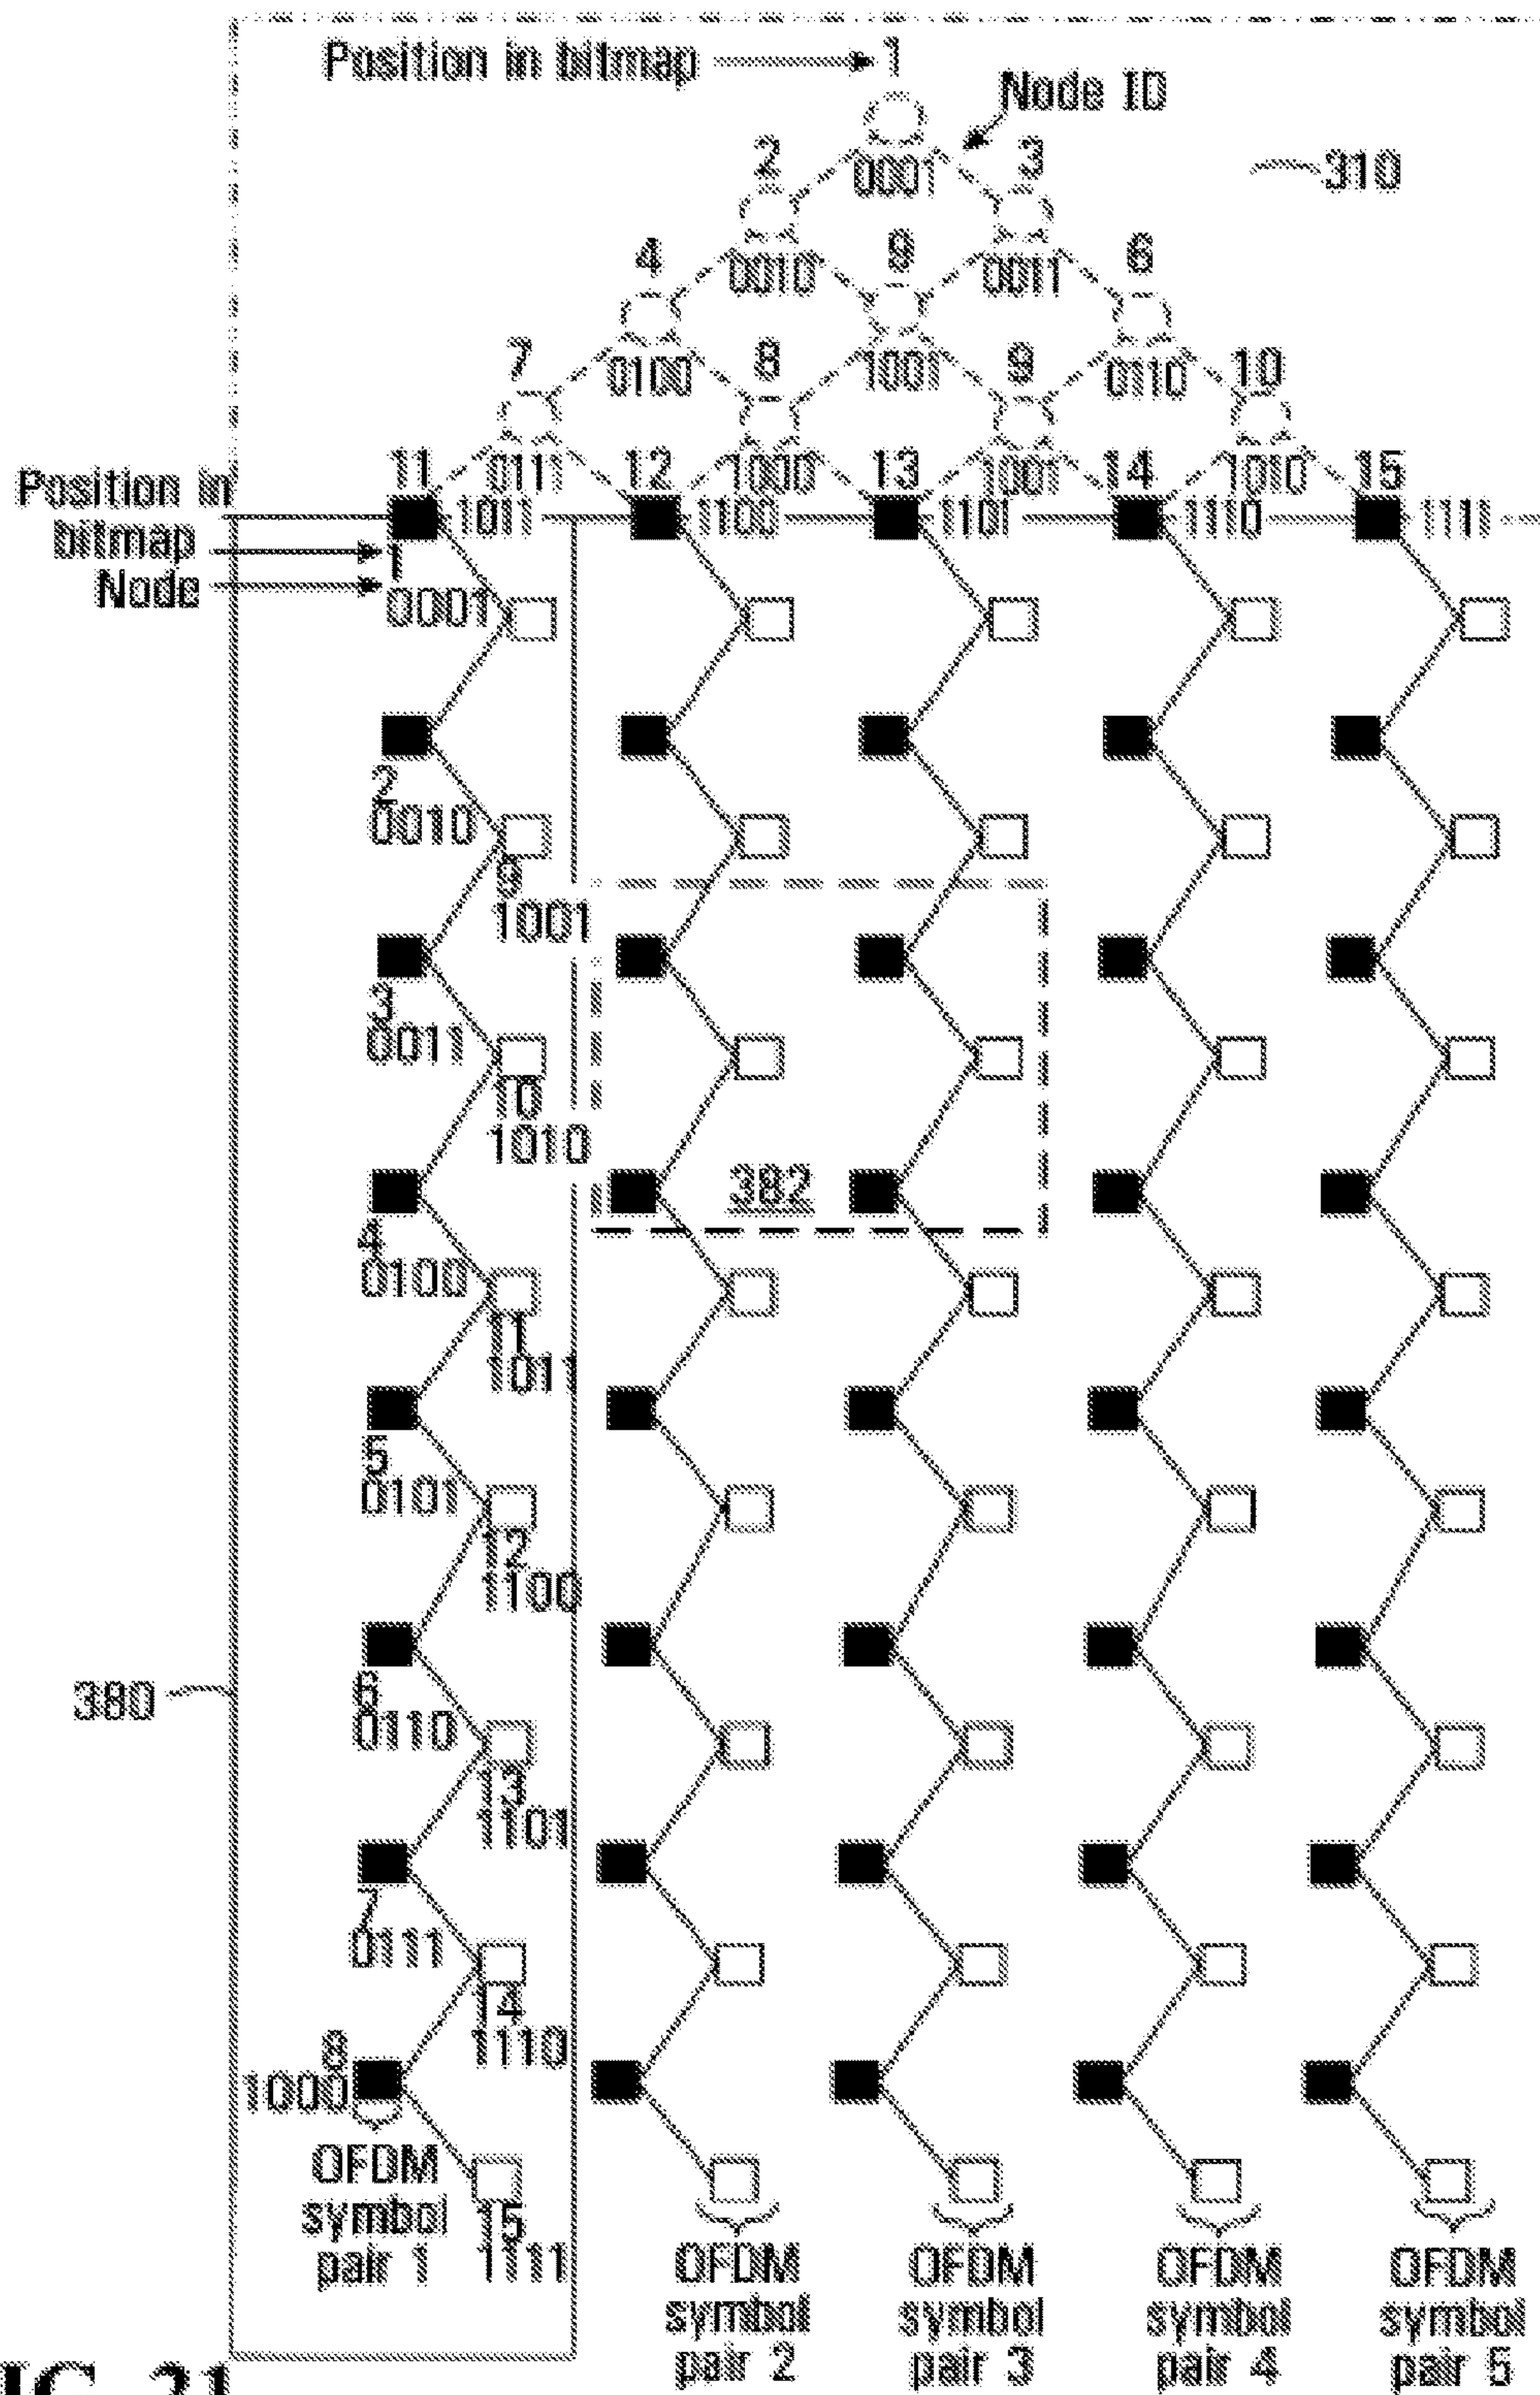 Position in bitmap 1
Node ID
2 0001 3 310
4 0010 9 0011 6
7 0100 8 1001 9 0110 10
11 0111 12 1000 13 1001 14 1010 15
Position in bitmap
1011 1100 1101 1110 1111
1
Node
0001
2
0010
9
1001
3
0011
10
1010
382
4
0100
11
1011
5
0101
12
1100
380
6
0110
13
1101
7
0111
14
1110
8
1000
15
1111
OFDM symbol pair 1
OFDM symbol pair 2
OFDM symbol pair 3
OFDM symbol pair 4
OFDM symbol pair 5